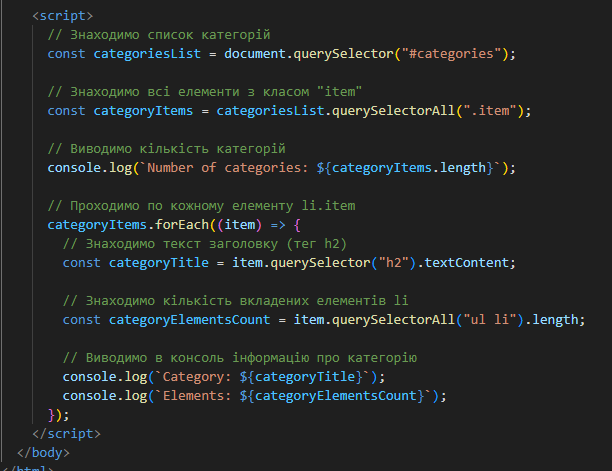 <script>
// Знаходимо список категорій
const categoriesList = document.querySelector("#categories");
// Знаходимо всі елементи з класом "item"
const categoryItems = categoriesList.querySelectorAll(".item");
// Виводимо кількість категорій
console.log(`Number of categories: ${categoryItems.length}`);
// Проходимо по кожному елементу li.item
categoryItems.forEach((item) => {
// Знаходимо текст заголовку (тег h2)
const categoryTitle = item.querySelector("h2").textContent;
// Знаходимо кількість вкладених елементів li
const categoryElementsCount = item.querySelectorAll("ul li").length;
// Виводимо в консоль інформацію про категорію
console.log(`Category: ${categoryTitle}`);
console.log(`Elements: ${categoryElementsCount}`);
});
</script>
</body>
</html>